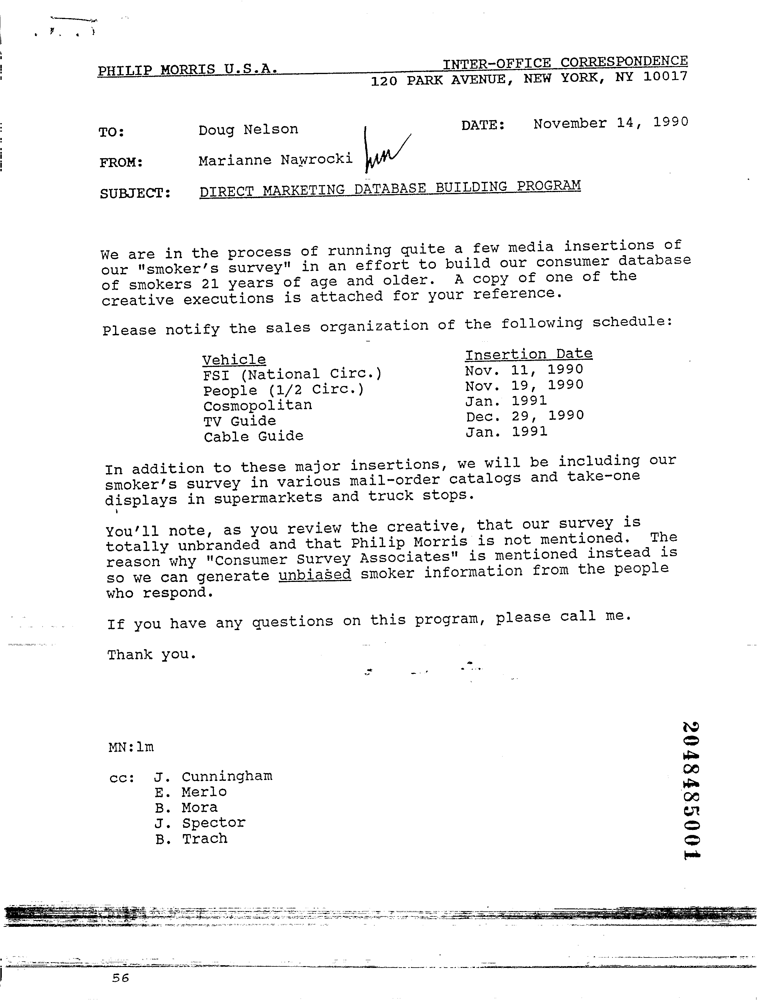 PHILIP MORRIS U.S.A. INTER-OFFICE CORRESPONDENCE
120 PARK AVENUE, NEW YORK, NY 10017
TO: Doug Nelson DATE: November 14, 1990
FROM: Marianne Nawrocki
SUBJECT: DIRECT MARKETING DATABASE BUILDING PROGRAM
We are in the process of running quite a few media insertions of
our "smoker's survey" in an effort to build our consumer database
of smokers 21 years of age and older. A copy of one of the
creative executions is attached for your reference.
Please notify the sales organization of the following schedule:
Vehicle Insertion Date
FSI (National Circ.) Nov. 11, 1990
People (1/2 Circ.) Nov. 19, 1990
Cosmopolitan Jan. 1991
TV Guide Dec. 29, 1990
Cable Guide Jan. 1991
In addition to these major insertions, we will be including our
smoker's survey in various mail-order catalogs and take-one
displays in supermarkets and truck stops.
You'll note, as you review the creative, that our survey is
totally unbranded and that Philip Morris is not mentioned. The
reason why "Consumer Survey Associates" is mentioned instead is
so we can generate unbiased smoker information from the people
who respond.
If you have any questions on this program, please call me.
Thank you.
MN:lm
cc: J. Cunningham
E. Merlo
B. Mora
J. Spector
B. Trach
2048485001
56